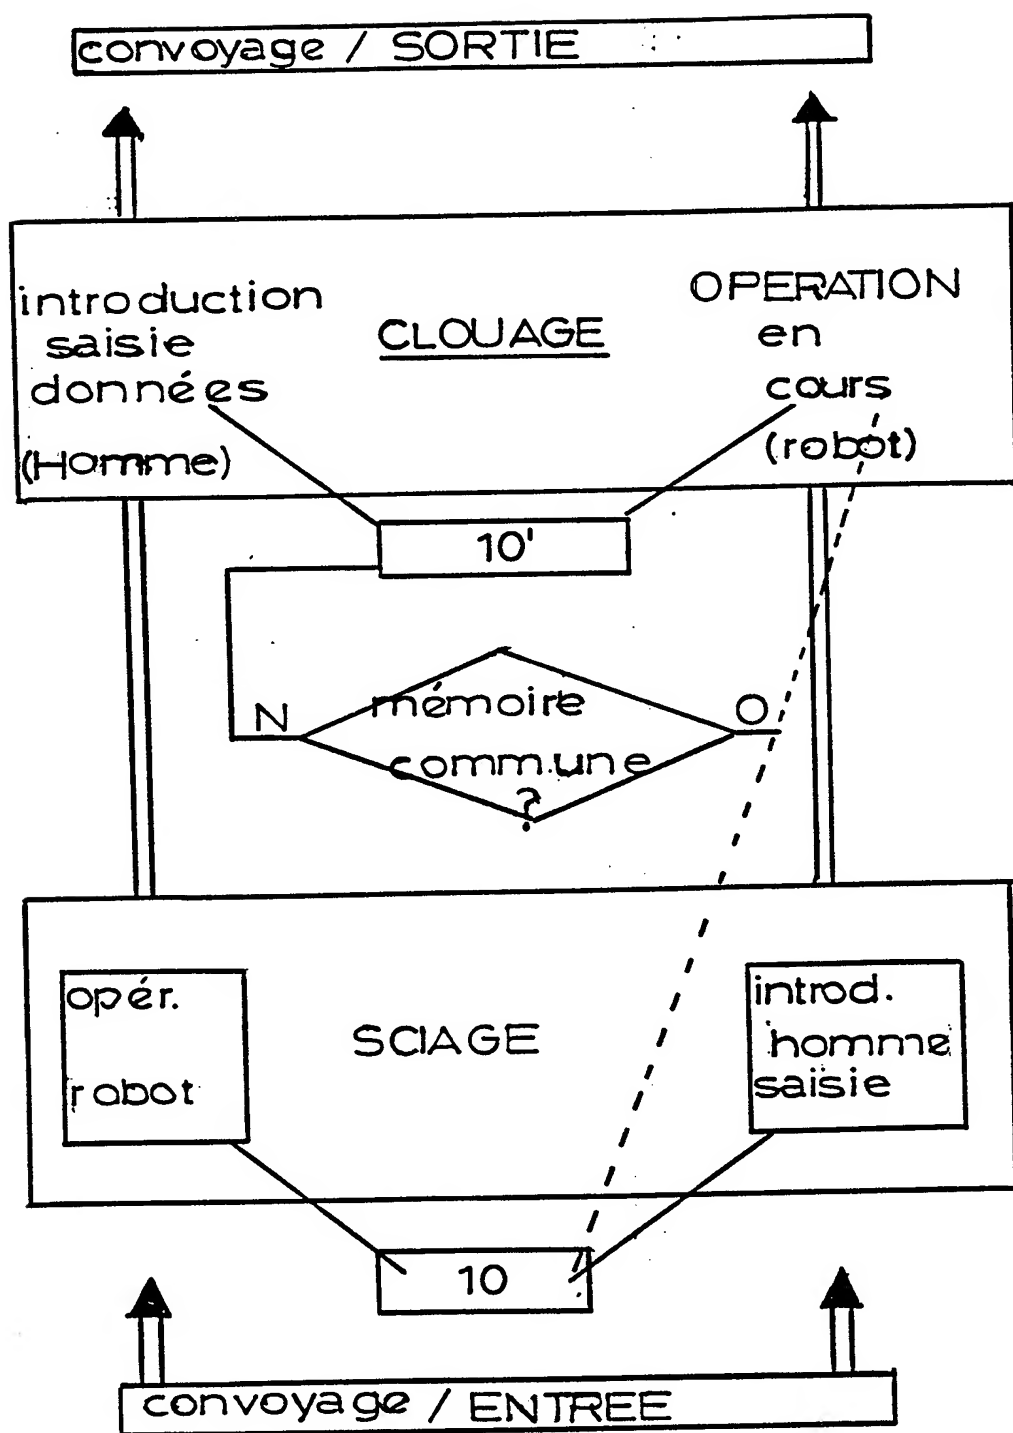 convoyage / SORTIE
introduction
saisie
données
(Homme)
CLOUAGE
OPERATION
en
cours
(robot)
10'
N
mémoire
commune
?
O
opér.
robot
SCIAGE
introd.
homme
saisie
10
convoyage / ENTREE